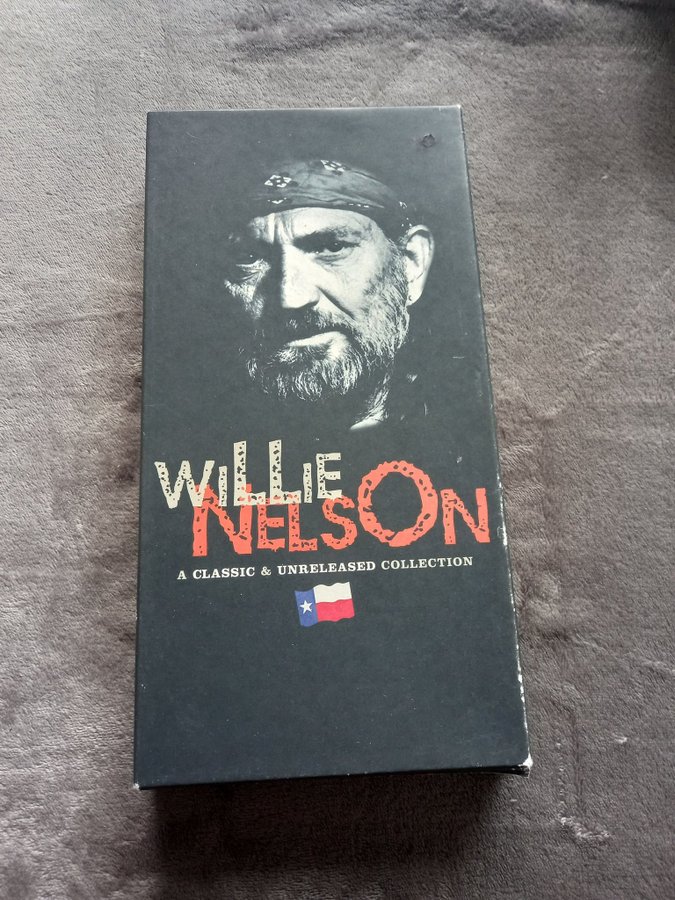 WILLIE
NELSON
A CLASSIC & UNRELEASED COLLECTION